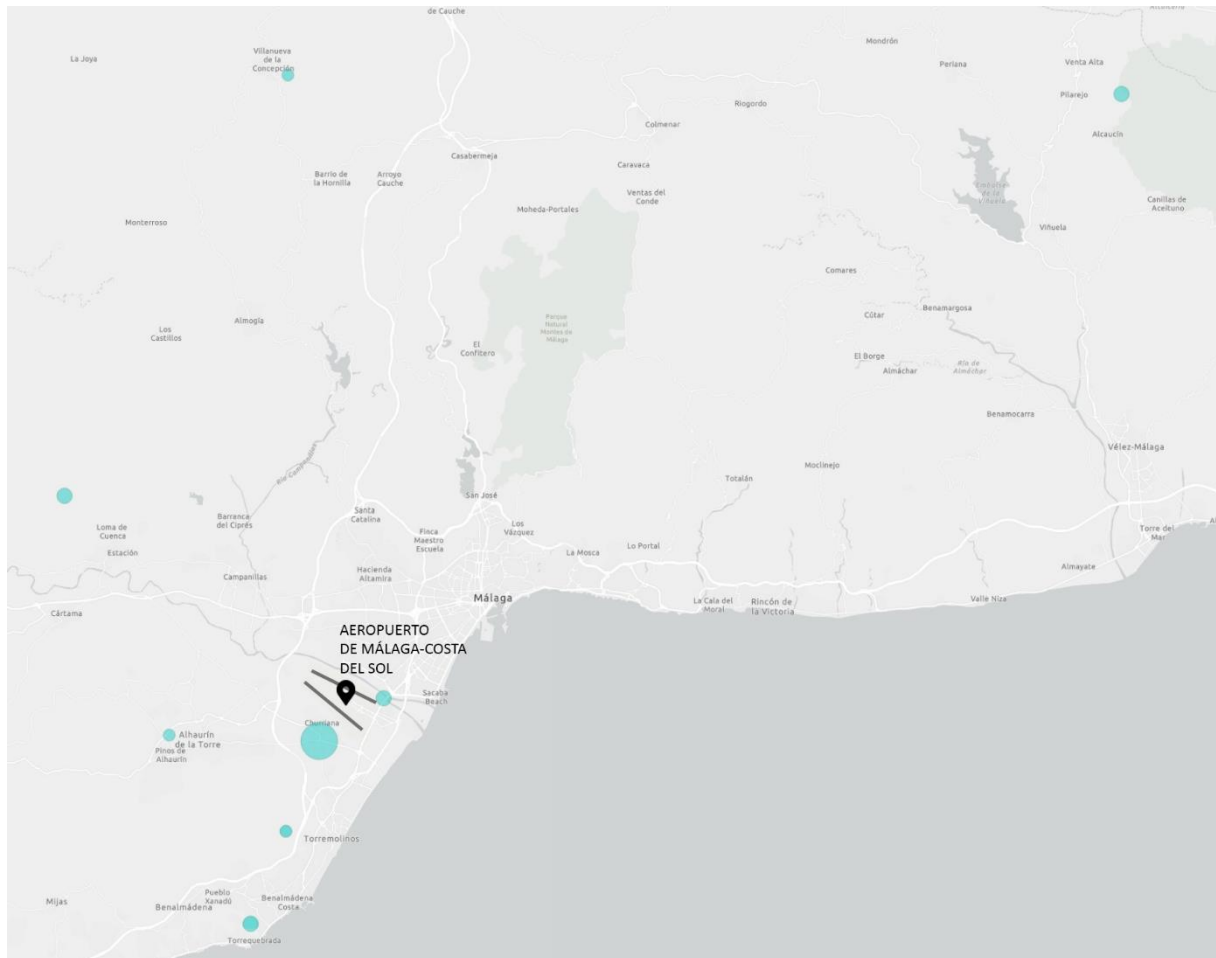 de Cauche
La Joya
Villanueva
de la
Concepción
Mondrón
Periana
Venta Alta
Pilarejo
Riogordo
Colmenar
Alcaucín
Casabermeja
Caravaca
Barrio de
la Hornilla
Arroyo
Cauche
Ventas del
Conde
Canillas de
Aceituno
Moheda-Portales
Monterroso
Viñuela
Comares
Benamargosa
Cútar
Almogía
Los
Castillos
Parque
Natural
Montes de
Málaga
El
Confitero
El Borge
Almáchar
Río de
Almáchar
Benamocarra
Vélez-Málaga
Moclinejo
Totalán
San José
Santa
Catalina
Barranca
del Ciprés
Loma de
Cuenca
Estación
Finca
Maestro
Escuela
Los
Vázquez
Torre del
Mar
Lo Portal
La Mosca
Almayate
Hacienda
Altamira
Campanillas
Málaga
La Cala del
Moral
Rincón de
la Victoria
Valle Niza
Cártama
AEROPUERTO
DE MÁLAGA-COSTA
DEL SOL
Sacaba
Beach
Churriana
Alhaurín
de la Torre
Pinos de
Alhaurín
Torremolinos
Mijas
Pueblo
Xanadú
Benalmádena
Benalmádena
Costa
Torrequebrada